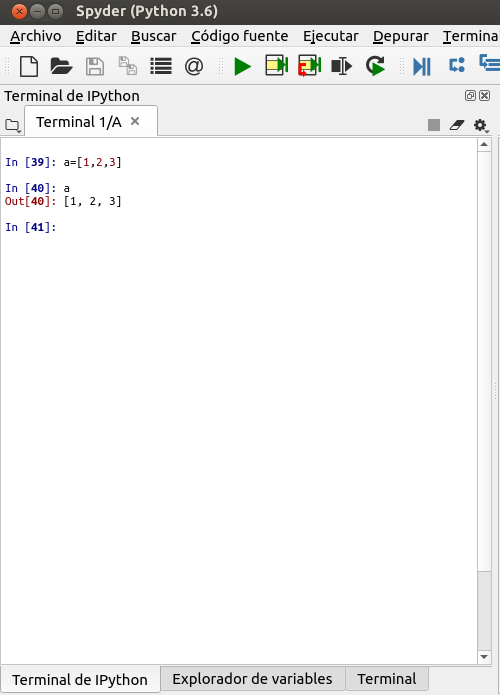 Spyder (Python 3.6)
Archivo Editar Buscar Código fuente Ejecutar Depurar Termina
Terminal de IPython
Terminal 1/A
In [39]: a=[1,2,3]
In [40]: a
Out[40]: [1, 2, 3]
In [41]:
Terminal de IPython Explorador de variables Terminal